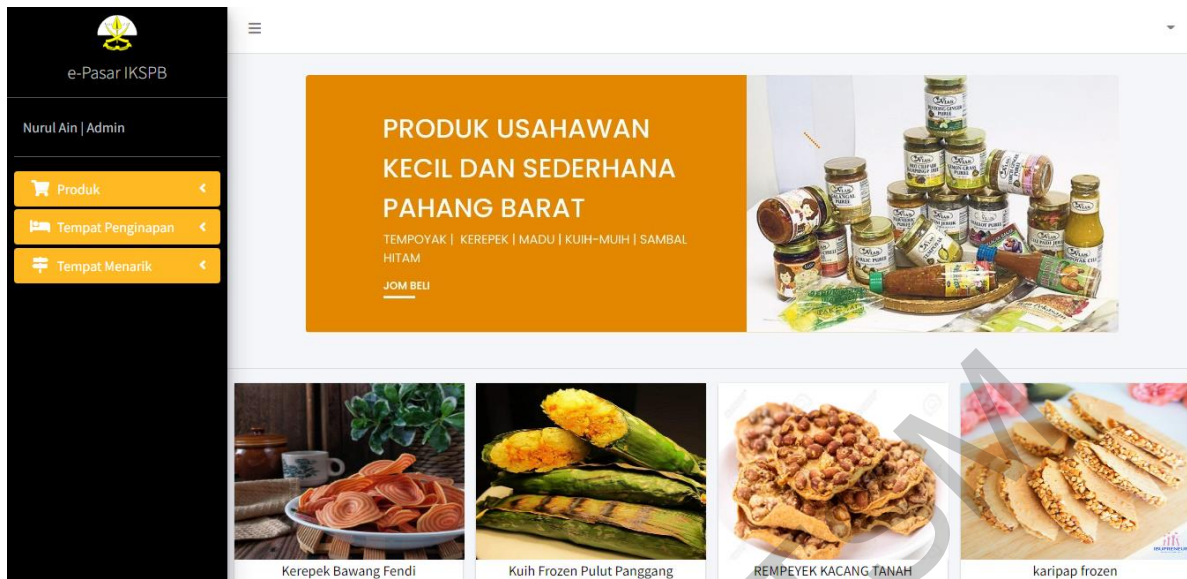 e-Pasar IKSPB
Nurul Ain | Admin
Produk
Tempat Penginapan
Tempat Menarik
PRODUK USAHAWAN
KECIL DAN SEDERHANA
PAHANG BARAT
TEMPOYAK | KEREPEK | MADU | KUIH-MUIH | SAMBAL
HITAM
JOM BELI
Kerepek Bawang Fendi
Kuih Frozen Pulut Panggang
REMPEYEK KACANG TANAH
karipap frozen